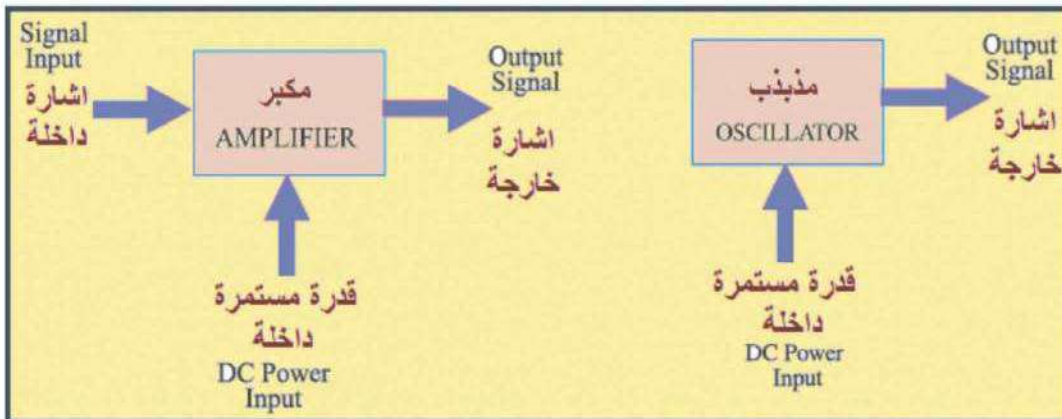 Signal
Input
اشارة
داخلة
مكبر
AMPLIFIER
Output
Signal
اشارة
خارجة
قدرة مستمرة
داخلة
DC Power
Input
مذبذب
OSCILLATOR
Output
Signal
اشارة
خارجة
قدرة مستمرة
داخلة
DC Power
Input